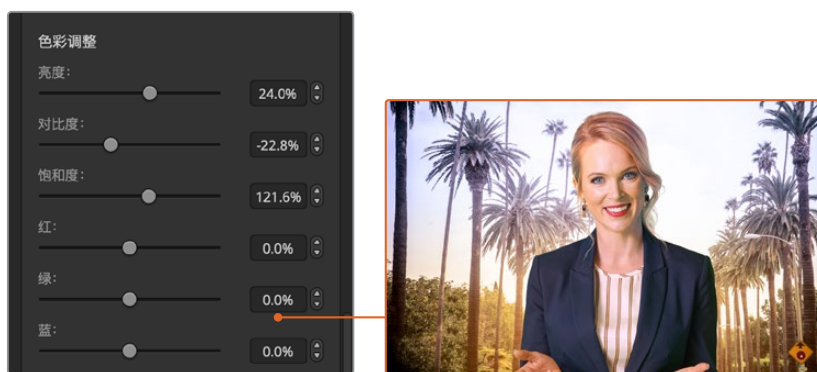 色彩调整
亮度：
24.0%
对比度：
-22.8%
饱和度：
121.6%
红：
0.0%
绿：
0.0%
蓝：
0.0%